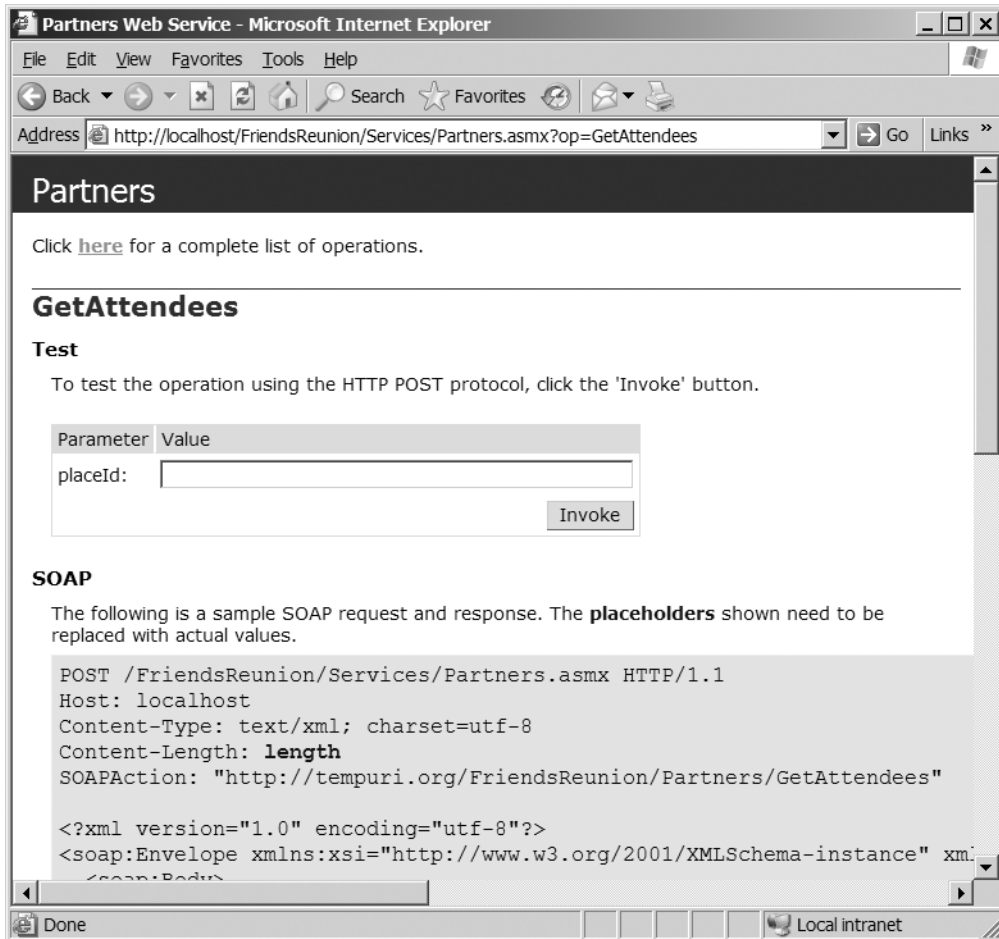 Partners Web Service - Microsoft Internet Explorer
File Edit View Favorites Tools Help
Back Search Favorites
Address http://localhost/FriendsReunion/Services/Partners.asmx?op=GetAttendees Go Links »
Partners
Click here for a complete list of operations.
GetAttendees
Test
To test the operation using the HTTP POST protocol, click the 'Invoke' button.
Parameter Value
placeId:
Invoke
SOAP
The following is a sample SOAP request and response. The placeholders shown need to be
replaced with actual values.
POST /FriendsReunion/Services/Partners.asmx HTTP/1.1
Host: localhost
Content-Type: text/xml; charset=utf-8
Content-Length: length
SOAPAction: "http://tempuri.org/FriendsReunion/Partners/GetAttendees"
<?xml version="1.0" encoding="utf-8"?>
<soap:Envelope xmlns:xsi="http://www.w3.org/2001/XMLSchema-instance" xml
<soap:Body>
Done Local intranet